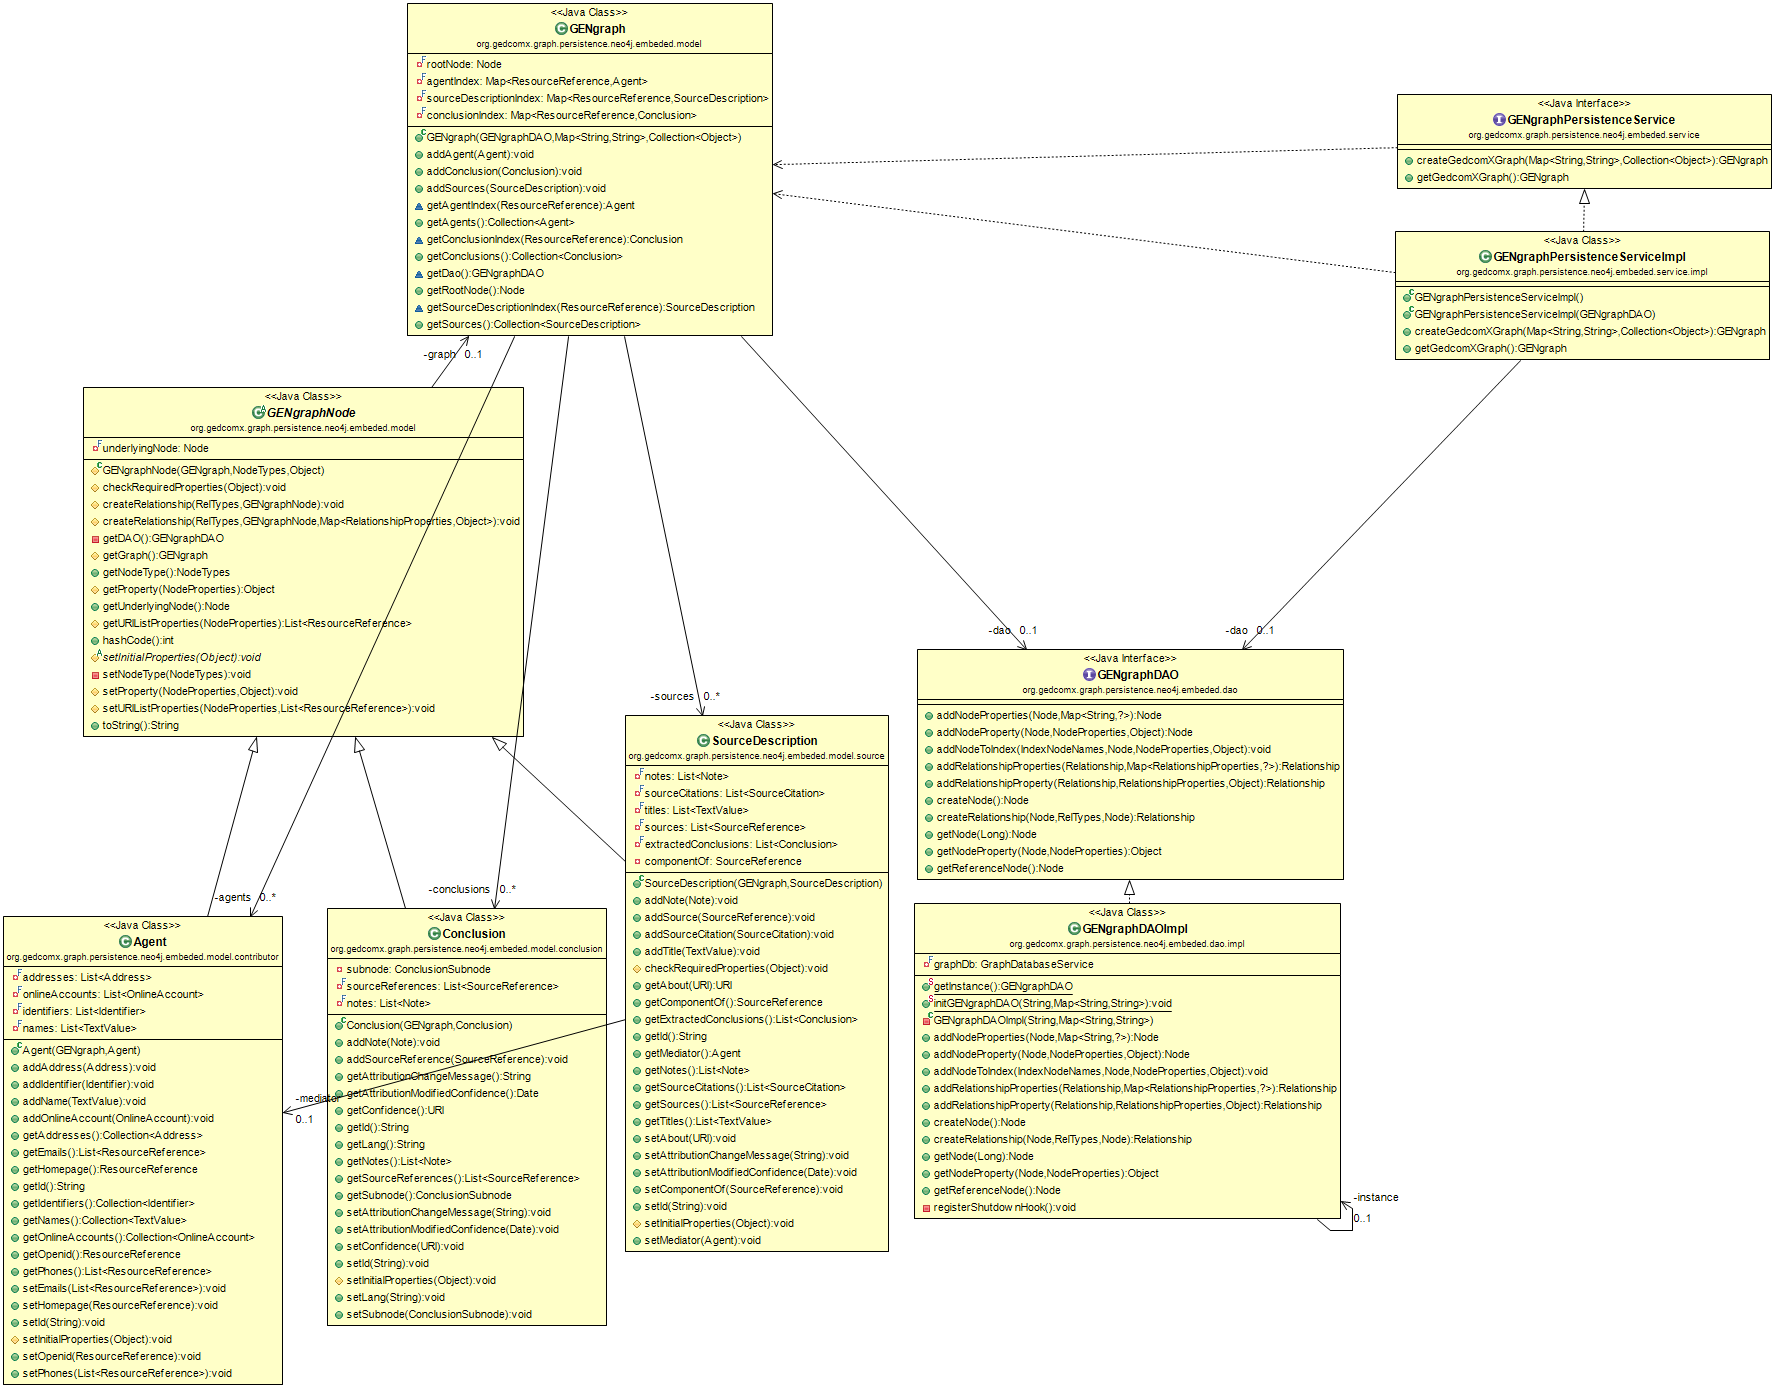 <<Java Class>>
GENgraph
org.gedcomx.graph.persistence.neo4j.embeded.model
rootNode: Node
agentIndex: Map<ResourceReference,Agent>
sourceDescriptionIndex: Map<ResourceReference,SourceDescription>
conclusionIndex: Map<ResourceReference,Conclusion>
GENgraph(GENgraphDAO,Map<String,String>,Collection<Object>)
addAgent(Agent):void
addConclusion(Conclusion):void
addSources(SourceDescription):void
getAgentIndex(ResourceReference):Agent
getAgents():Collection<Agent>
getConclusionIndex(ResourceReference):Conclusion
getConclusions():Collection<Conclusion>
getDao():GENgraphDAO
getRootNode():Node
getSourceDescriptionIndex(ResourceReference):SourceDescription
getSources():Collection<SourceDescription>
<<Java Interface>>
GENgraphPersistenceService
org.gedcomx.graph.persistence.neo4j.embeded.service
createGedcomXGraph(Map<String,String>,Collection<Object>):GENgraph
getGedcomXGraph():GENgraph
<<Java Class>>
GENgraphPersistenceServiceImpl
org.gedcomx.graph.persistence.neo4j.embeded.service.impl
GENgraphPersistenceServiceImpl()
GENgraphPersistenceServiceImpl(GENgraphDAO)
createGedcomXGraph(Map<String,String>,Collection<Object>):GENgraph
getGedcomXGraph():GENgraph
-graph 0..1
<<Java Class>>
GENgraphNode
org.gedcomx.graph.persistence.neo4j.embeded.model
underlyingNode: Node
GENgraphNode(GENgraph,NodeTypes,Object)
checkRequiredProperties(Object):void
createRelationship(RelTypes,GENgraphNode):void
createRelationship(RelTypes,GENgraphNode,Map<RelationshipProperties,Object>):void
getDAO():GENgraphDAO
getGraph():GENgraph
getNodeType():NodeTypes
getProperty(NodeProperties):Object
getUnderlyingNode():Node
getURIListProperties(NodeProperties):List<ResourceReference>
hashCode():int
setInitialProperties(Object):void
setNodeType(NodeTypes):void
setProperty(NodeProperties,Object):void
setURIListProperties(NodeProperties,List<ResourceReference>):void
toString():String
-dao 0..1
-dao 0..1
<<Java Interface>>
GENgraphDAO
org.gedcomx.graph.persistence.neo4j.embeded.dao
addNodeProperties(Node,Map<String,?>):Node
addNodeProperty(Node,NodeProperties,Object):Node
addNodeToIndex(IndexNodeNames,Node,NodeProperties,Object):void
addRelationshipProperties(Relationship,Map<RelationshipProperties,?>):Relationship
addRelationshipProperty(Relationship,RelationshipProperties,Object):Relationship
createNode():Node
createRelationship(Node,RelTypes,Node):Relationship
getNode(Long):Node
getNodeProperty(Node,NodeProperties):Object
getReferenceNode():Node
-sources 0..*
<<Java Class>>
SourceDescription
org.gedcomx.graph.persistence.neo4j.embeded.model.source
notes: List<Note>
sourceCitations: List<SourceCitation>
titles: List<TextValue>
sources: List<SourceReference>
extractedConclusions: List<Conclusion>
componentOf: SourceReference
SourceDescription(GENgraph,SourceDescription)
addNote(Note):void
addSource(SourceReference):void
addSourceCitation(SourceCitation):void
addTitle(TextValue):void
checkRequiredProperties(Object):void
getAbout(URI):URI
getComponentOf():SourceReference
getExtractedConclusions():List<Conclusion>
getId():String
getMediator():Agent
getNotes():List<Note>
getSourceCitations():List<SourceCitation>
getSources():List<SourceReference>
getTitles():List<TextValue>
setAbout(URI):void
setAttributionChangeMessage(String):void
setAttributionModifiedConfidence(Date):void
setComponentOf(SourceReference):void
setId(String):void
setInitialProperties(Object):void
setMediator(Agent):void
-agents 0..*
<<Java Class>>
Agent
org.gedcomx.graph.persistence.neo4j.embeded.model.contributor
addresses: List<Address>
onlineAccounts: List<OnlineAccount>
identifiers: List<Identifier>
names: List<TextValue>
Agent(GENgraph,Agent)
addAddress(Address):void
addIdentifier(Identifier):void
addName(TextValue):void
addOnlineAccount(OnlineAccount):void
getAddresses():Collection<Address>
getEmails():List<ResourceReference>
getHomepage():ResourceReference
getId():String
getIdentifiers():Collection<Identifier>
getNames():Collection<TextValue>
getOnlineAccounts():Collection<OnlineAccount>
getOpenid():ResourceReference
getPhones():List<ResourceReference>
setEmails(List<ResourceReference>):void
setHomepage(ResourceReference):void
setId(String):void
setInitialProperties(Object):void
setOpenid(ResourceReference):void
setPhones(List<ResourceReference>):void
-conclusions 0..*
<<Java Class>>
Conclusion
org.gedcomx.graph.persistence.neo4j.embeded.model.conclusion
subnode: ConclusionSubnode
sourceReferences: List<SourceReference>
notes: List<Note>
Conclusion(GENgraph,Conclusion)
addNote(Note):void
addSourceReference(SourceReference):void
getAttributionChangeMessage():String
getAttributionModifiedConfidence():Date
getConfidence():URI
getId():String
getLang():String
getNotes():List<Note>
getSourceReferences():List<SourceReference>
getSubnode():ConclusionSubnode
setAttributionChangeMessage(String):void
setAttributionModifiedConfidence(Date):void
setConfidence(URI):void
setId(String):void
setInitialProperties(Object):void
setLang(String):void
setSubnode(ConclusionSubnode):void
-mediator
0..1
<<Java Class>>
GENgraphDAOImpl
org.gedcomx.graph.persistence.neo4j.embeded.dao.impl
graphDb: GraphDatabaseService
getInstance():GENgraphDAO
initGENgraphDAO(String,Map<String,String>):void
GENgraphDAOImpl(String,Map<String,String>)
addNodeProperties(Node,Map<String,?>):Node
addNodeProperty(Node,NodeProperties,Object):Node
addNodeToIndex(IndexNodeNames,Node,NodeProperties,Object):void
addRelationshipProperties(Relationship,Map<RelationshipProperties,?>):Relationship
addRelationshipProperty(Relationship,RelationshipProperties,Object):Relationship
createNode():Node
createRelationship(Node,RelTypes,Node):Relationship
getNode(Long):Node
getNodeProperty(Node,NodeProperties):Object
getReferenceNode():Node
registerShutdownHook():void
-instance
0..1